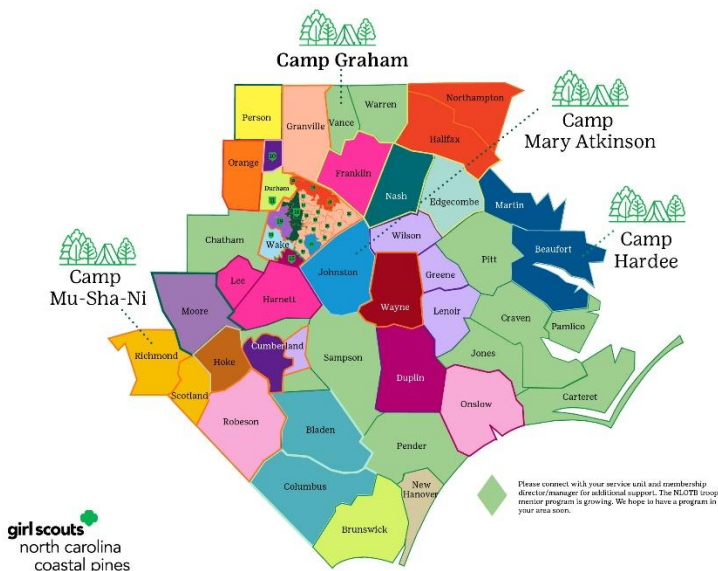 Camp Graham
Camp
Mary Atkinson
Camp
Hardee
Camp
Mu-Sha-Ni
Person
Granville
Vance
Warren
Northampton
Halifax
Orange
Durham
Franklin
Nash
Edgecombe
Martin
Chatham
Wake
Wilson
Pitt
Beaufort
Johnston
Greene
Lee
Harnett
Wayne
Lenoir
Craven
Pamlico
Moore
Richmond
Hoke
Cumberland
Sampson
Jones
Scotland
Duplin
Onslow
Carteret
Robeson
Bladen
Pender
Columbus
New
Hanover
Brunswick
Please connect with your service unit and membership
director/manager for additional support. The NLOTB troop
mentor program is growing. We hope to have a program in
your area soon.
girl scouts
north carolina
coastal pines